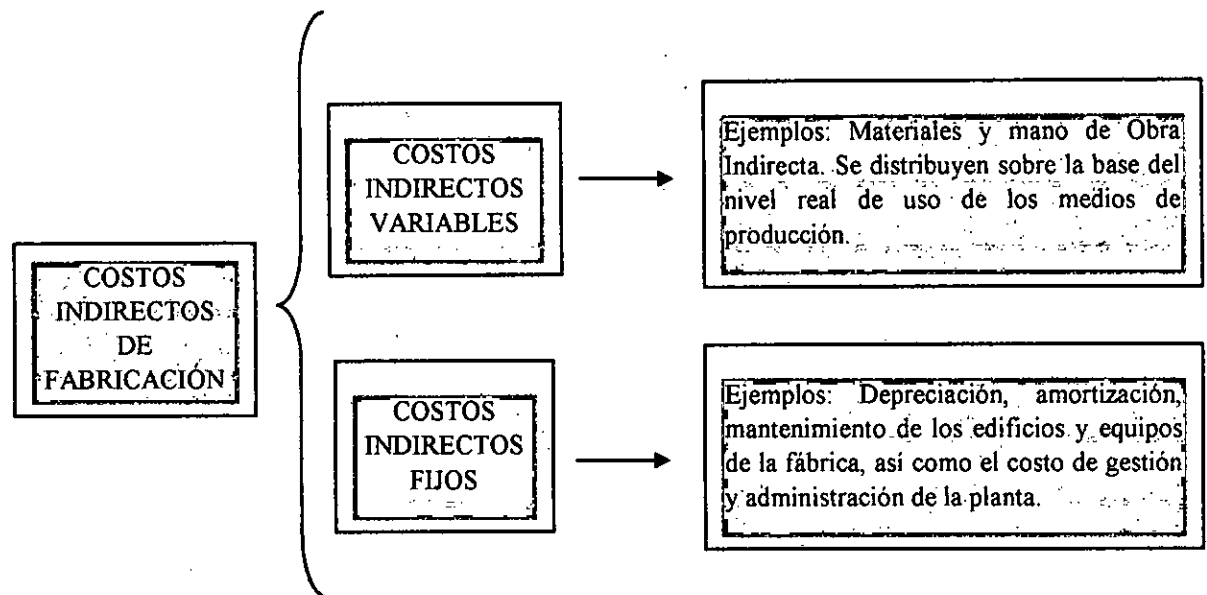 COSTOS
INDIRECTOS
DE
FABRICACIÓN
COSTOS
INDIRECTOS
VARIABLES
Ejemplos: Materiales y mano de Obra
Indirecta. Se distribuyen sobre la base del
nivel real de uso de los medios de
producción.
COSTOS
INDIRECTOS
FIJOS
Ejemplos: Depreciación, amortización,
mantenimiento de los edificios y equipos
de la fábrica, así como el costo de gestión
y administración de la planta.